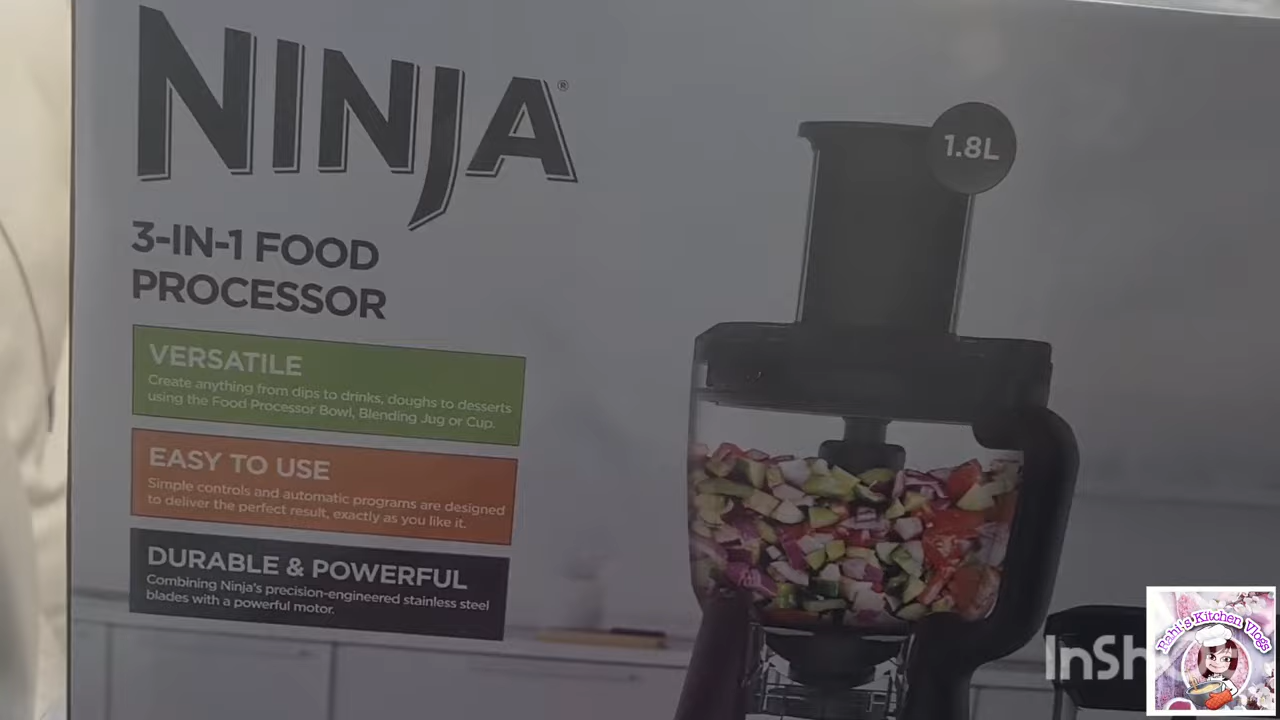 NINJA®
3-IN-1 FOOD
PROCESSOR
1.8L
VERSATILE
Create anything from dips to drinks, doughs to desserts
using the Food Processor Bowl, Blending Jug or Cup.
EASY TO USE
Simple controls and automatic programs are designed
to deliver the perfect result, exactly as you like it.
DURABLE & POWERFUL
Combining Ninja's precision-engineered stainless steel
blades with a powerful motor.
InSh
Rahi's Kitchen Vlogs